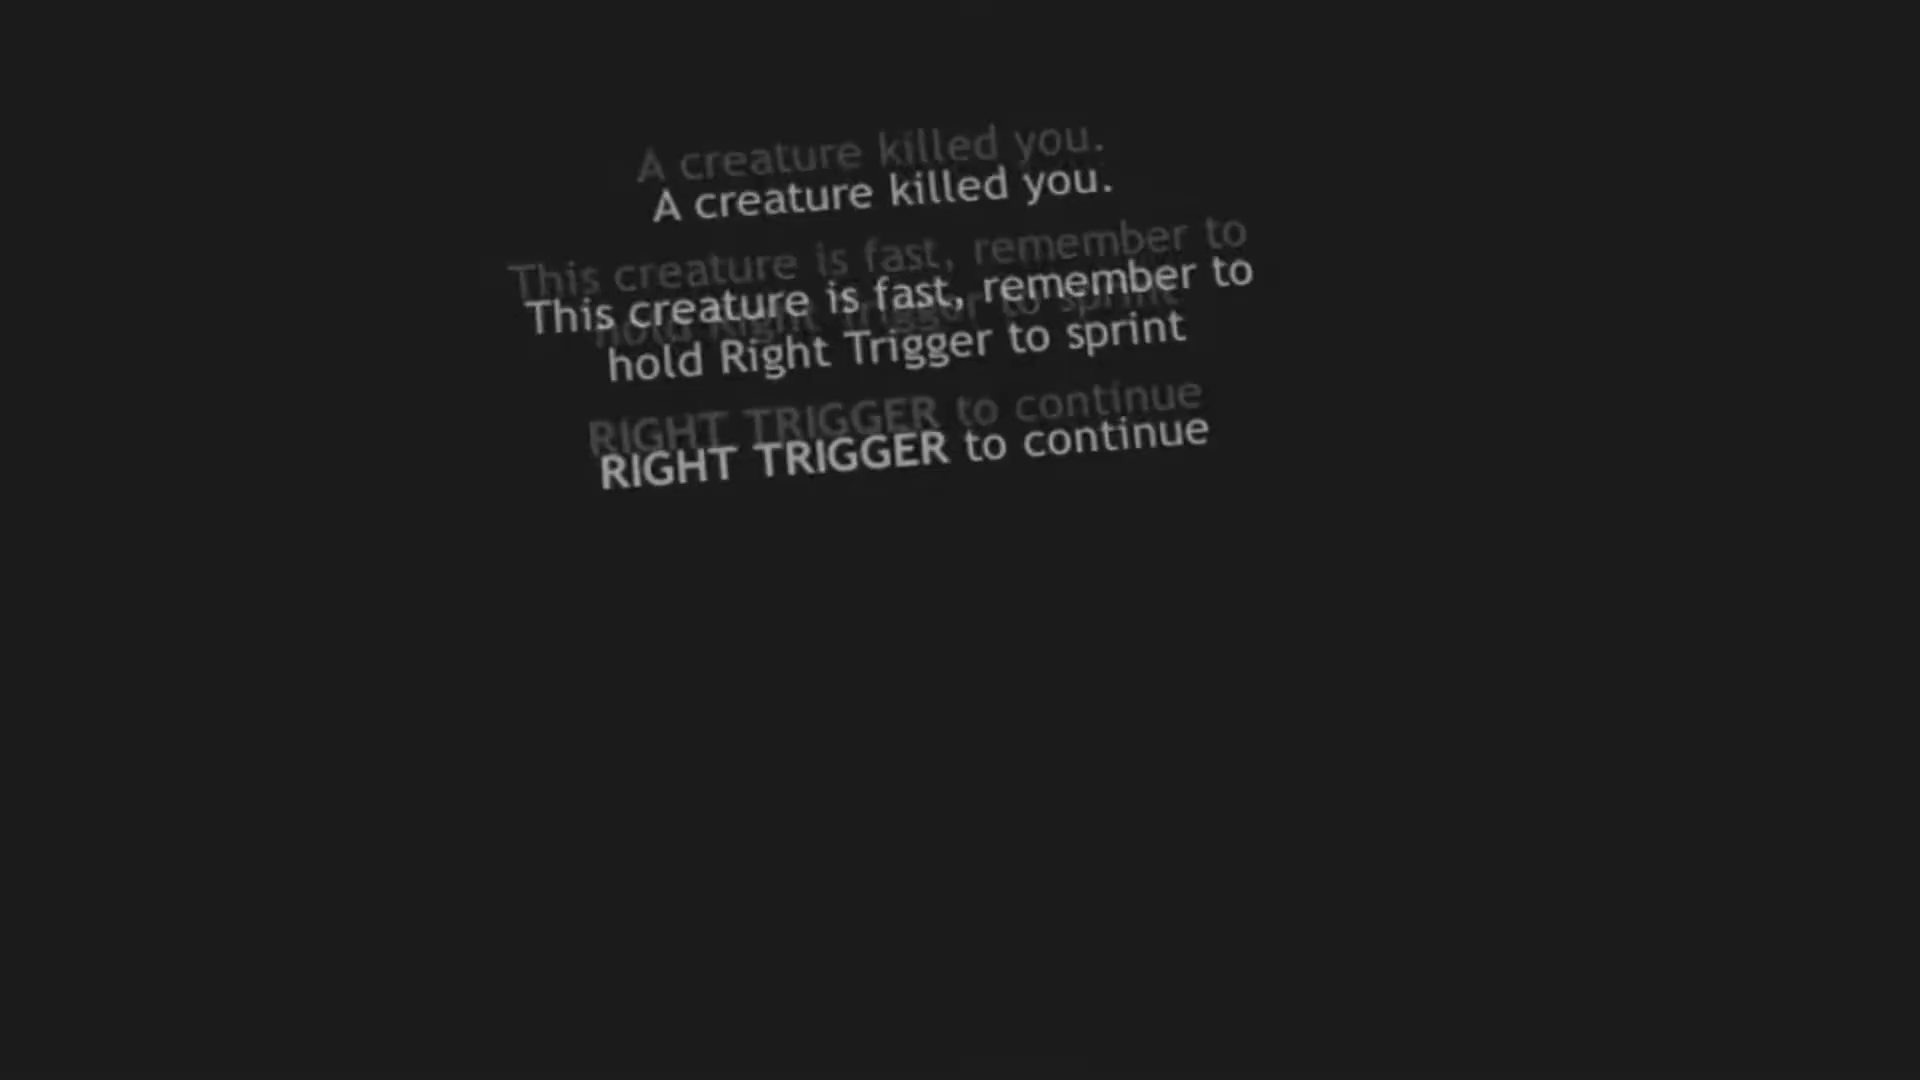 A creature killed you.
This creature is fast, remember to
hold Right Trigger to sprint
RIGHT TRIGGER to continue